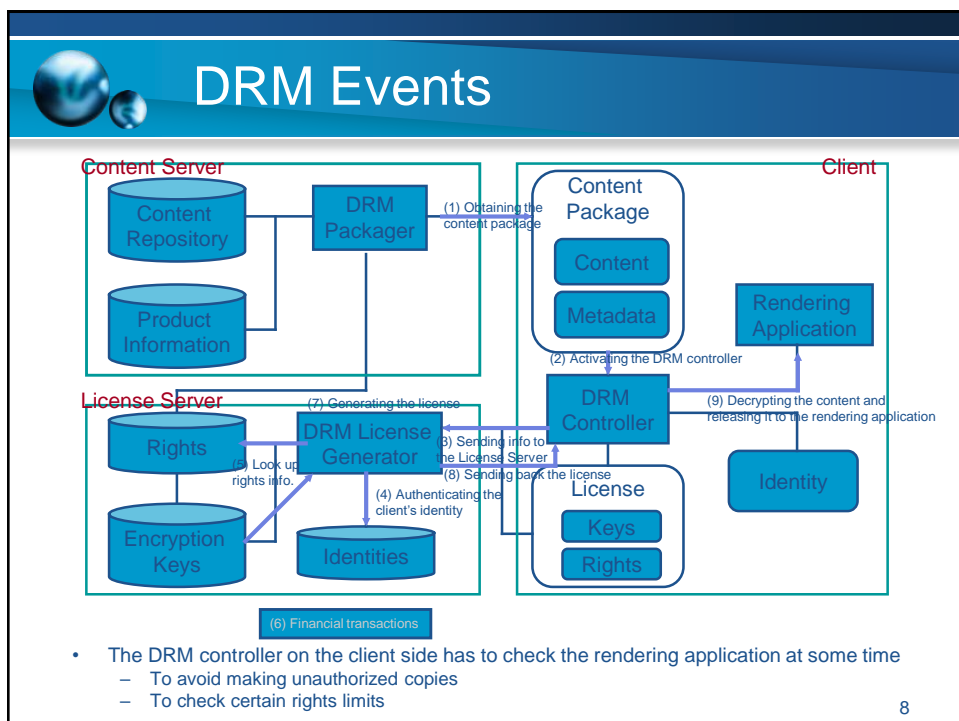 DRM Events
Content Server
Content
Repository
Product
Information
DRM
Packager
(1) Obtaining the
content package
Client
Content
Package
Content
Metadata
Rendering
Application
(2) Activating the DRM controller
DRM
Controller
(9) Decrypting the content and
releasing it to the rendering application
License Server
(7) Generating the license
Rights
DRM License
Generator
(3) Sending info to
the License Server
(5) Look up
rights info.
(8) Sending back the license
(4) Authenticating the
client's identity
License
Identity
Encryption
Keys
Identities
Keys
Rights
(6) Financial transactions
• The DRM controller on the client side has to check the rendering application at some time
– To avoid making unauthorized copies
– To check certain rights limits
8